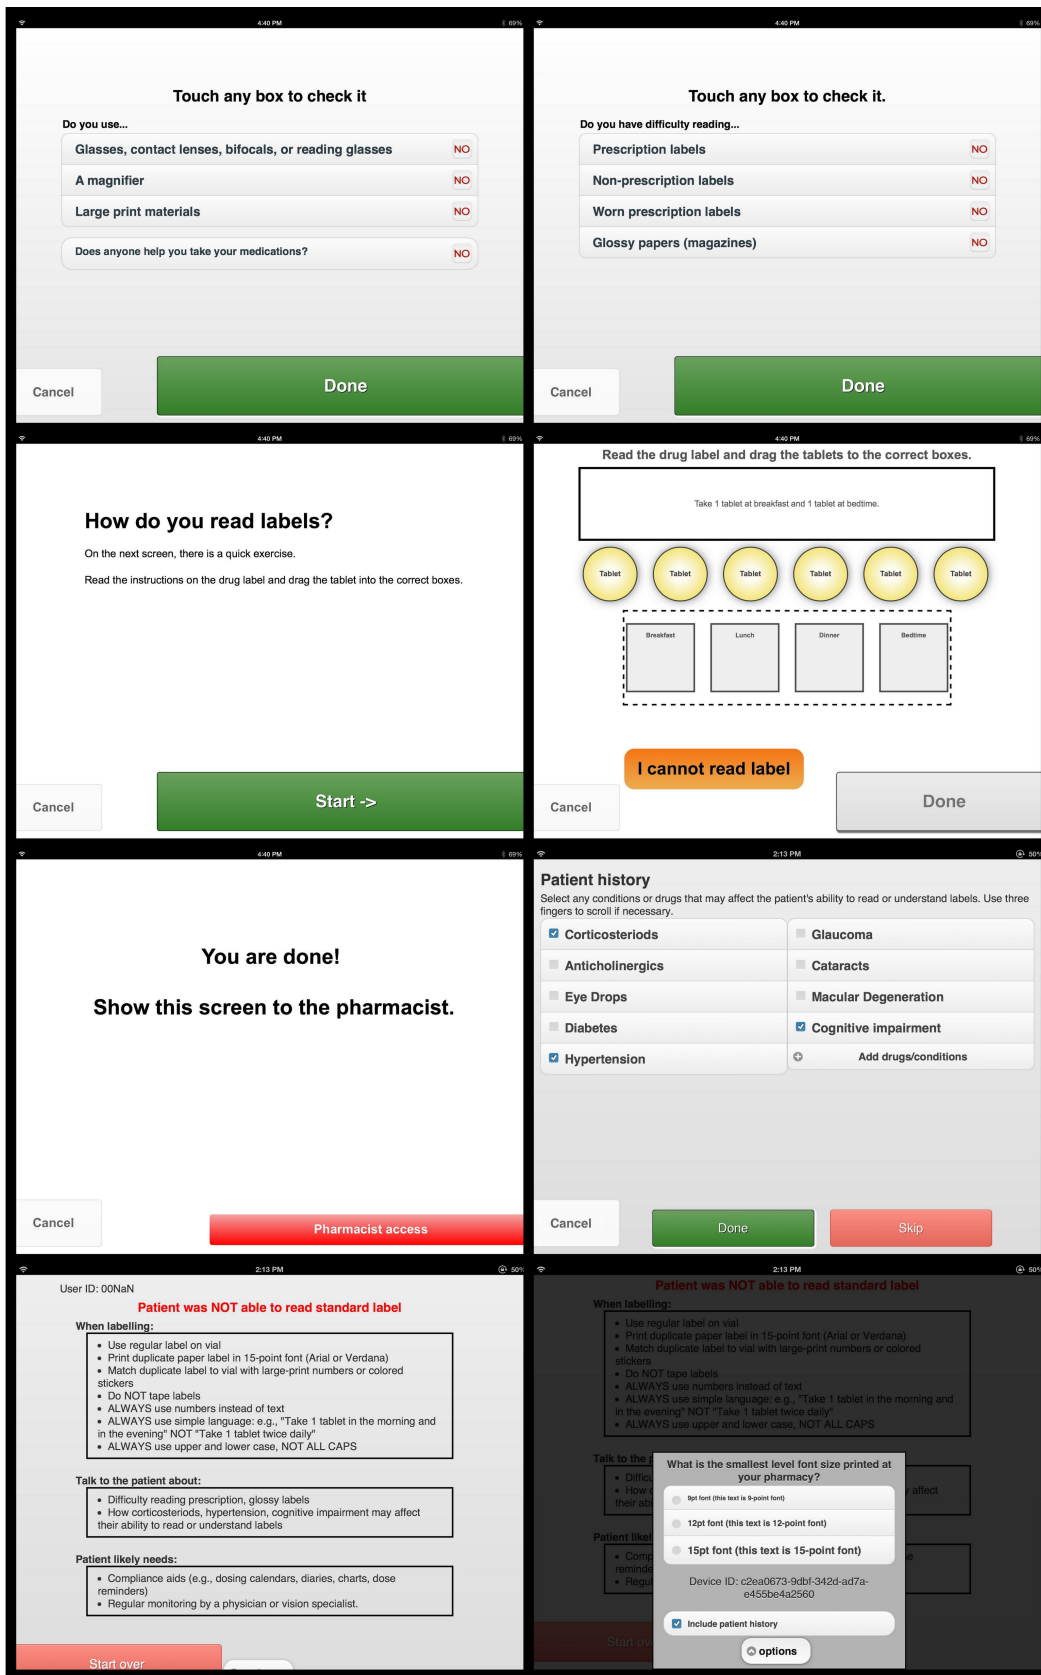 4:40 PM
69%
Touch any box to check it
Do you use...
Glasses, contact lenses, bifocals, or reading glasses NO
A magnifier NO
Large print materials NO
Does anyone help you take your medications? NO
Cancel
Done
4:40 PM
69%
Touch any box to check it.
Do you have difficulty reading...
Prescription labels NO
Non-prescription labels NO
Worn prescription labels NO
Glossy papers (magazines) NO
Cancel
Done
4:40 PM
69%
How do you read labels?
On the next screen, there is a quick exercise.
Read the instructions on the drug label and drag the tablet into the correct boxes.
Cancel
Start ->
4:40 PM
69%
Read the drug label and drag the tablets to the correct boxes.
Take 1 tablet at breakfast and 1 tablet at bedtime.
Tablet Tablet Tablet Tablet Tablet Tablet
Breakfast Lunch Dinner Bedtime
I cannot read label
Cancel
Done
4:40 PM
69%
You are done!
Show this screen to the pharmacist.
Cancel
Pharmacist access
2:13 PM
50%
Patient history
Select any conditions or drugs that may affect the patient's ability to read or understand labels. Use three
fingers to scroll if necessary.
Corticosteriods
Glaucoma
Anticholinergics
Cataracts
Eye Drops
Macular Degeneration
Diabetes
Cognitive impairment
Hypertension
Add drugs/conditions
Cancel
Done
Skip
2:13 PM
50%
User ID: 00NaN
Patient was NOT able to read standard label
When labelling:
• Use regular label on vial
• Print duplicate paper label in 15-point font (Arial or Verdana)
• Match duplicate label to vial with large-print numbers or colored
stickers
• Do NOT tape labels
• ALWAYS use numbers instead of text
• ALWAYS use simple language: e.g., "Take 1 tablet in the morning and
in the evening" NOT "Take 1 tablet twice daily"
• ALWAYS use upper and lower case, NOT ALL CAPS
Talk to the patient about:
• Difficulty reading prescription, glossy labels
• How corticosteriods, hypertension, cognitive impairment may affect
their ability to read or understand labels
Patient likely needs:
• Compliance aids (e.g., dosing calendars, diaries, charts, dose
reminders)
• Regular monitoring by a physician or vision specialist.
Start over
2:13 PM
50%
Patient was NOT able to read standard label
When labelling:
• Use regular label on vial
• Print duplicate paper label in 15-point font (Arial or Verdana)
• Match duplicate label to vial with large-print numbers or colored
stickers
• Do NOT tape labels
• ALWAYS use numbers instead of text
• ALWAYS use simple language: e.g., "Take 1 tablet in the morning and
in the evening" NOT "Take 1 tablet twice daily"
• ALWAYS use upper and lower case, NOT ALL CAPS
Talk to the
affect
their
Patient
Start
What is the smallest level font size printed at
your pharmacy?
9pt font (this text is 9-point font)
12pt font (this text is 12-point font)
15pt font (this text is 15-point font)
Device ID: c2ea0673-9dbf-342d-ad7a-
e455be4a2560
Include patient history
options